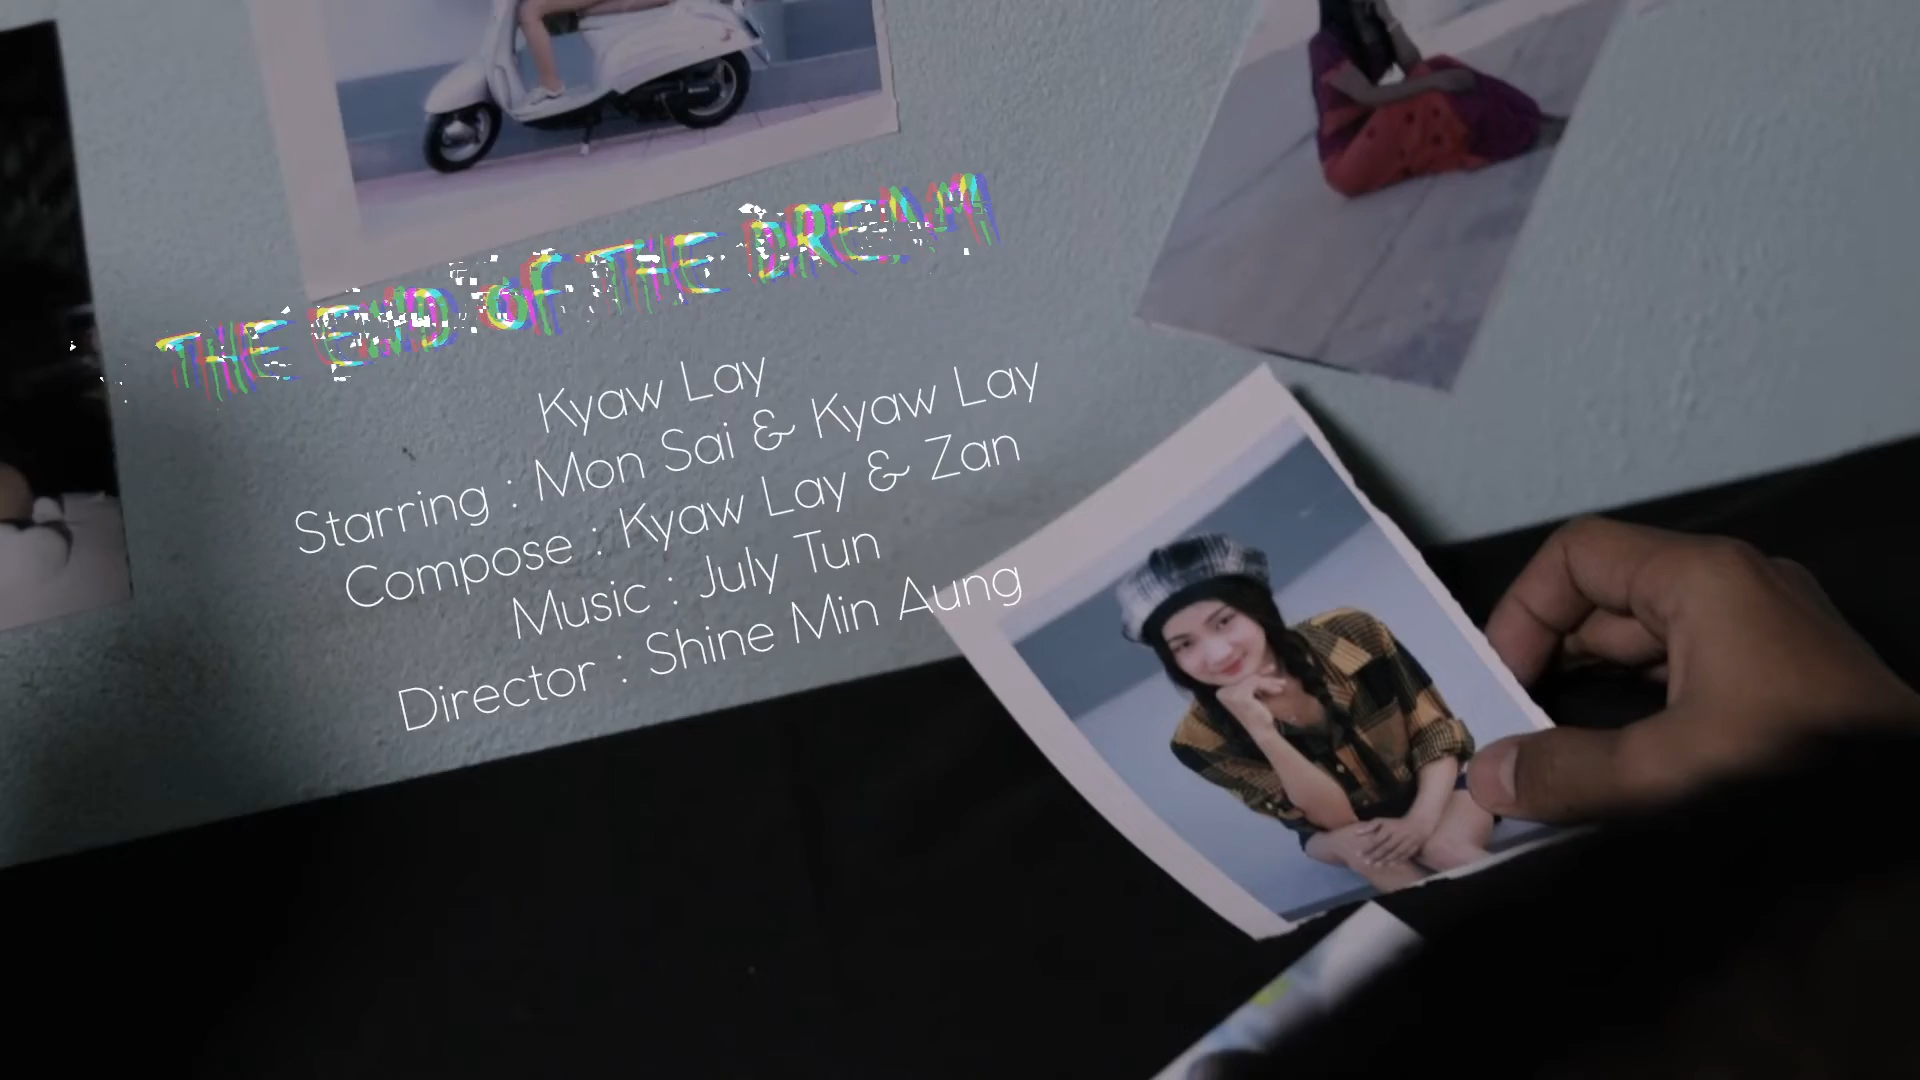 THE END OF THE DREAM
Kyaw Lay
Starring : Mon Sai & Kyaw Lay
Compose : Kyaw Lay & Zan
Music : July Tun
Director : Shine Min Aung